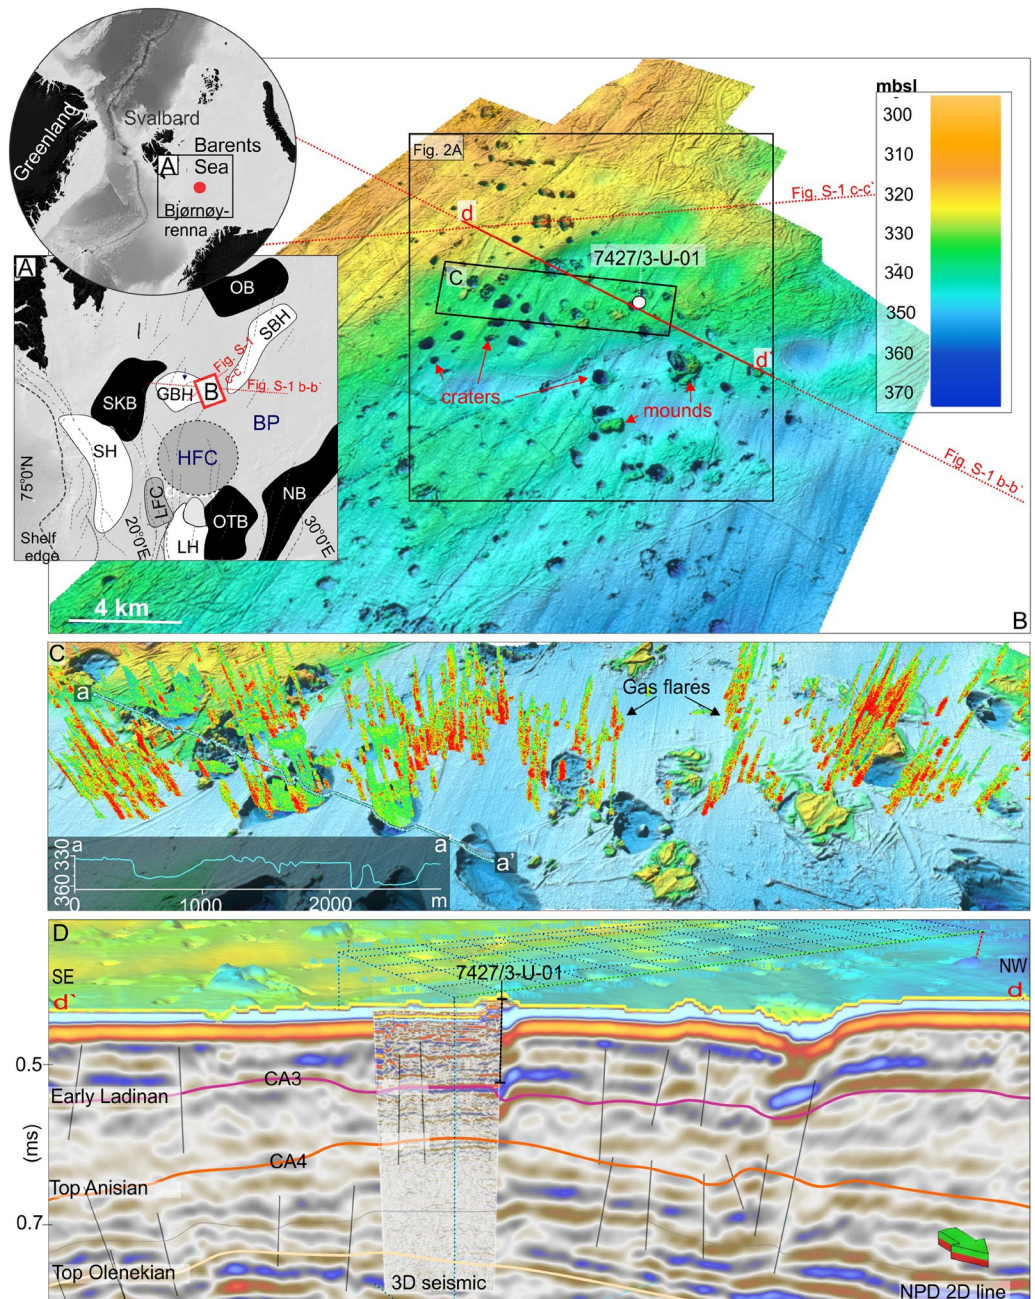 Greenland
Svalbard
Barents
Sea
A
Bjørnøy-
renna
mbsl
300
310
320
330
340
350
360
370
Fig. 2A
d
Fig. S-1 c-c`
7427/3-U-01
C
d`
craters
mounds
Fig. S-1 b-b`
4 km
B
A
OB
SBH
Fig. S-1
c-c`
Fig. S-1 b-b`
GBH
B
SKB
BP
SH
HFC
75°0'N
LFC
NB
OTB
20°0'E
30°0'E
Shelf
edge
LH
C
a
Gas flares
a'
a
a
330
360
0
1000
2000
m
D
7427/3-U-01
SE
NW
d`
d
0.5
CA3
Early Ladinan
(ms)
CA4
Top Anisian
0.7
Top Olenekian
3D seismic
NPD 2D line